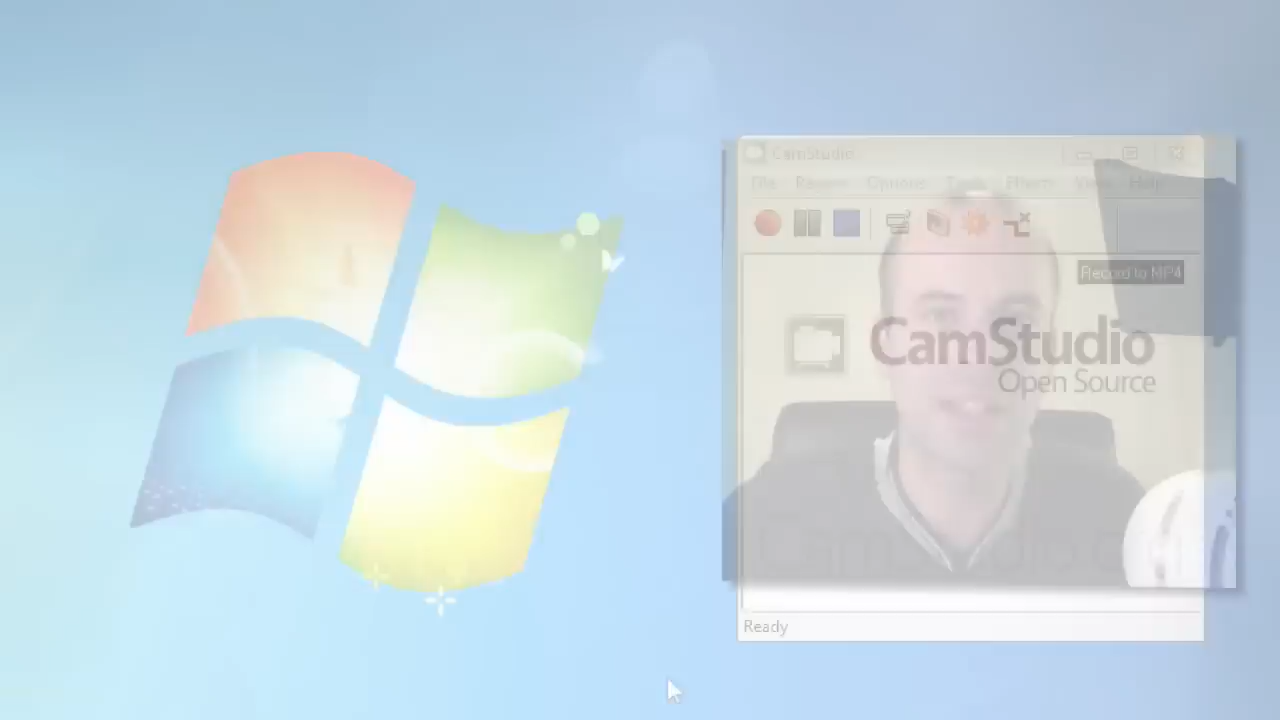 CamStudio
File Region Options Tools Effects View Help
Record to MP4
CamStudio
Open Source
Ready